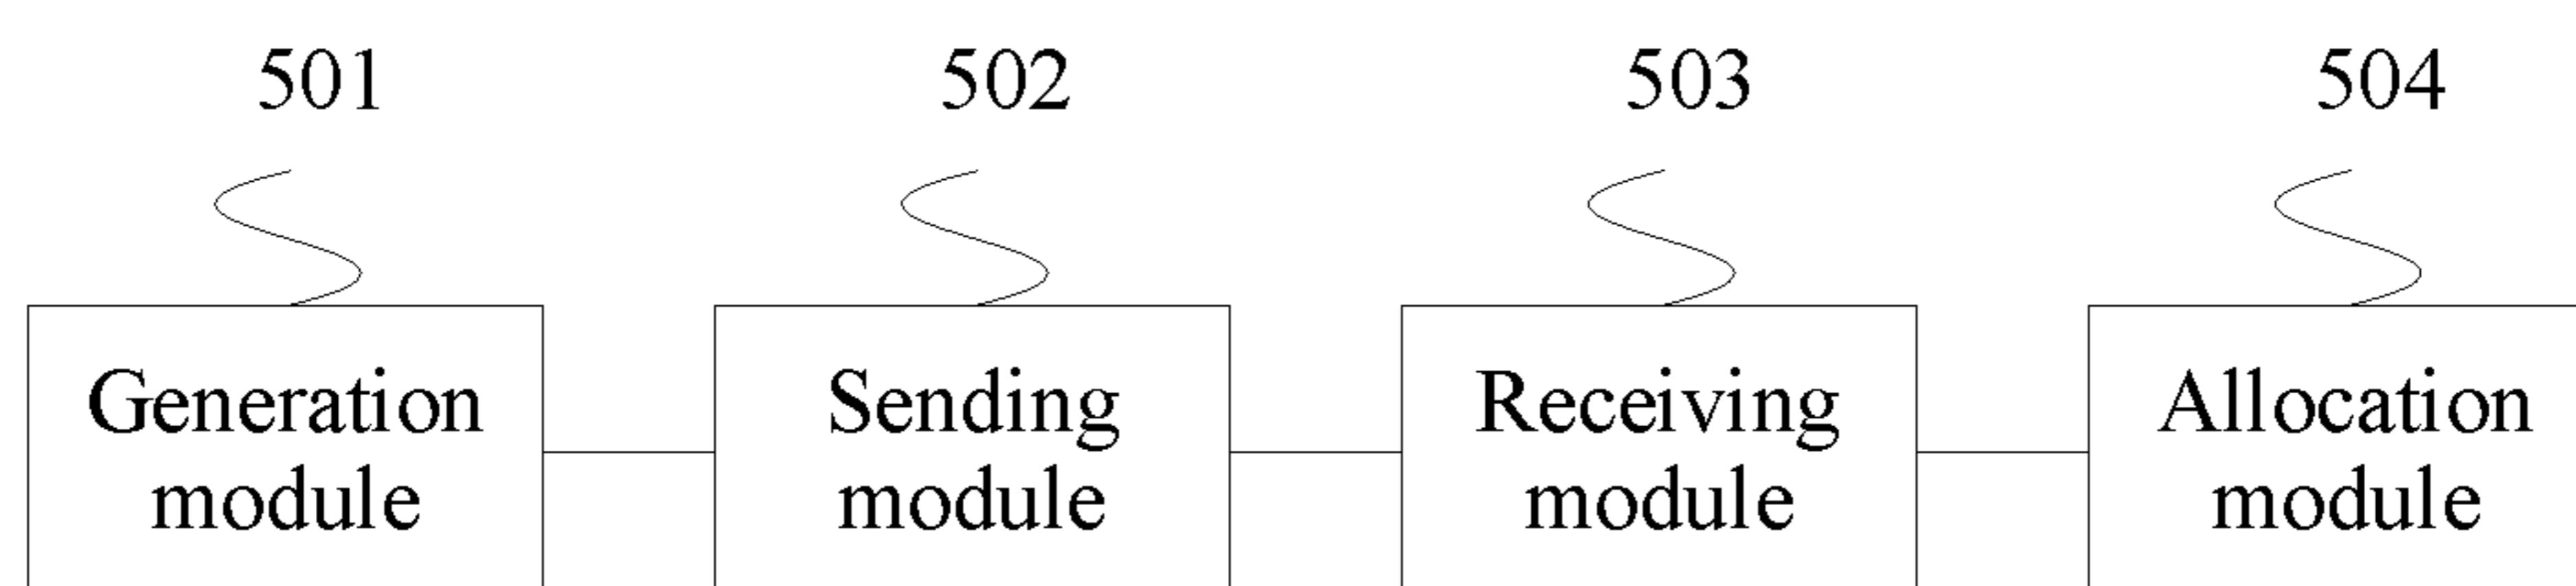 501 502 503 504
Generation
module
Sending
module
Receiving
module
Allocation
module